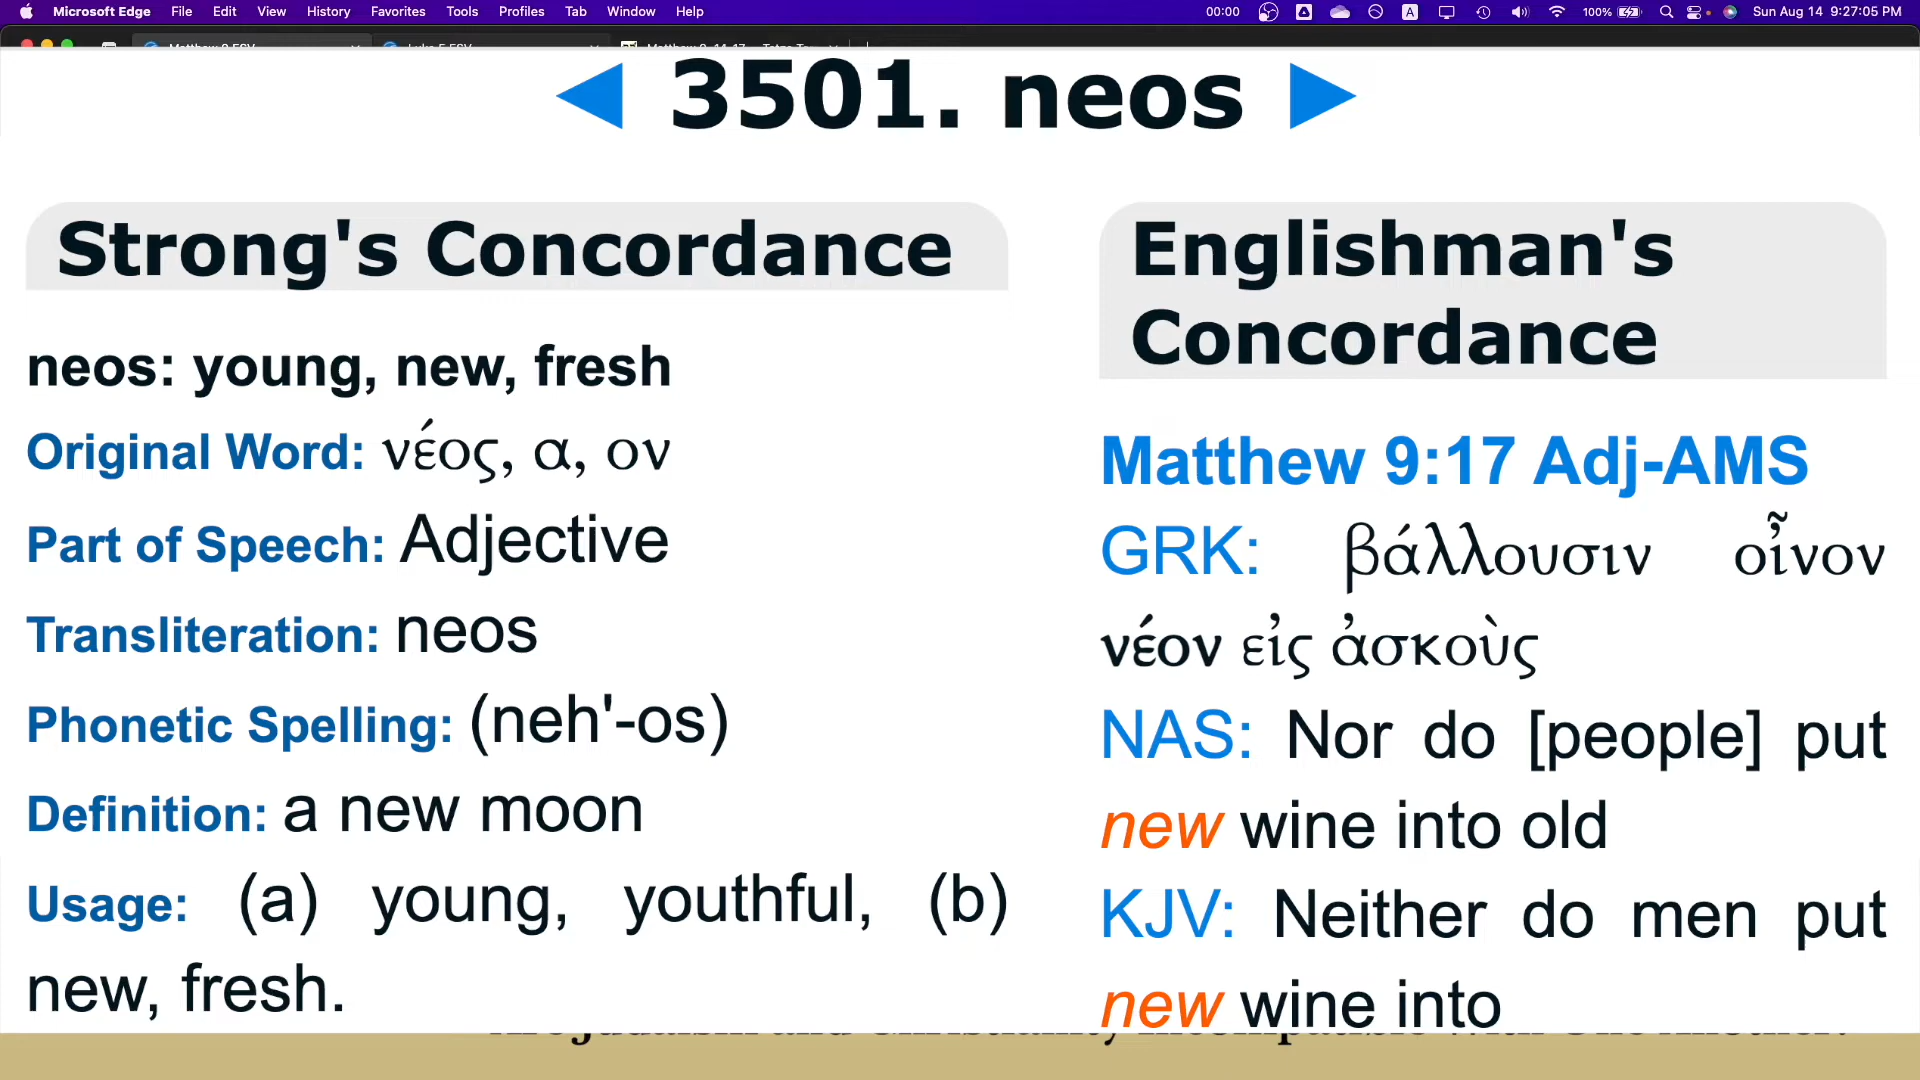 Microsoft Edge File Edit View History Favorites Tools Profiles Tab Window Help 00:00 A 100% Sun Aug 14 9:27:05 PM
3501. neos
Strong's Concordance
neos: young, new, fresh
Original Word: νέος, α, ον
Part of Speech: Adjective
Transliteration: neos
Phonetic Spelling: (neh'-os)
Definition: a new moon
Usage: (a) young, youthful, (b)
new, fresh.
Englishman's
Concordance
Matthew 9:17 Adj-AMS
GRK: βάλλουσιν οἶνον
νέον εἰς ἀσκοὺς
NAS: Nor do [people] put
new wine into old
KJV: Neither do men put
new wine into